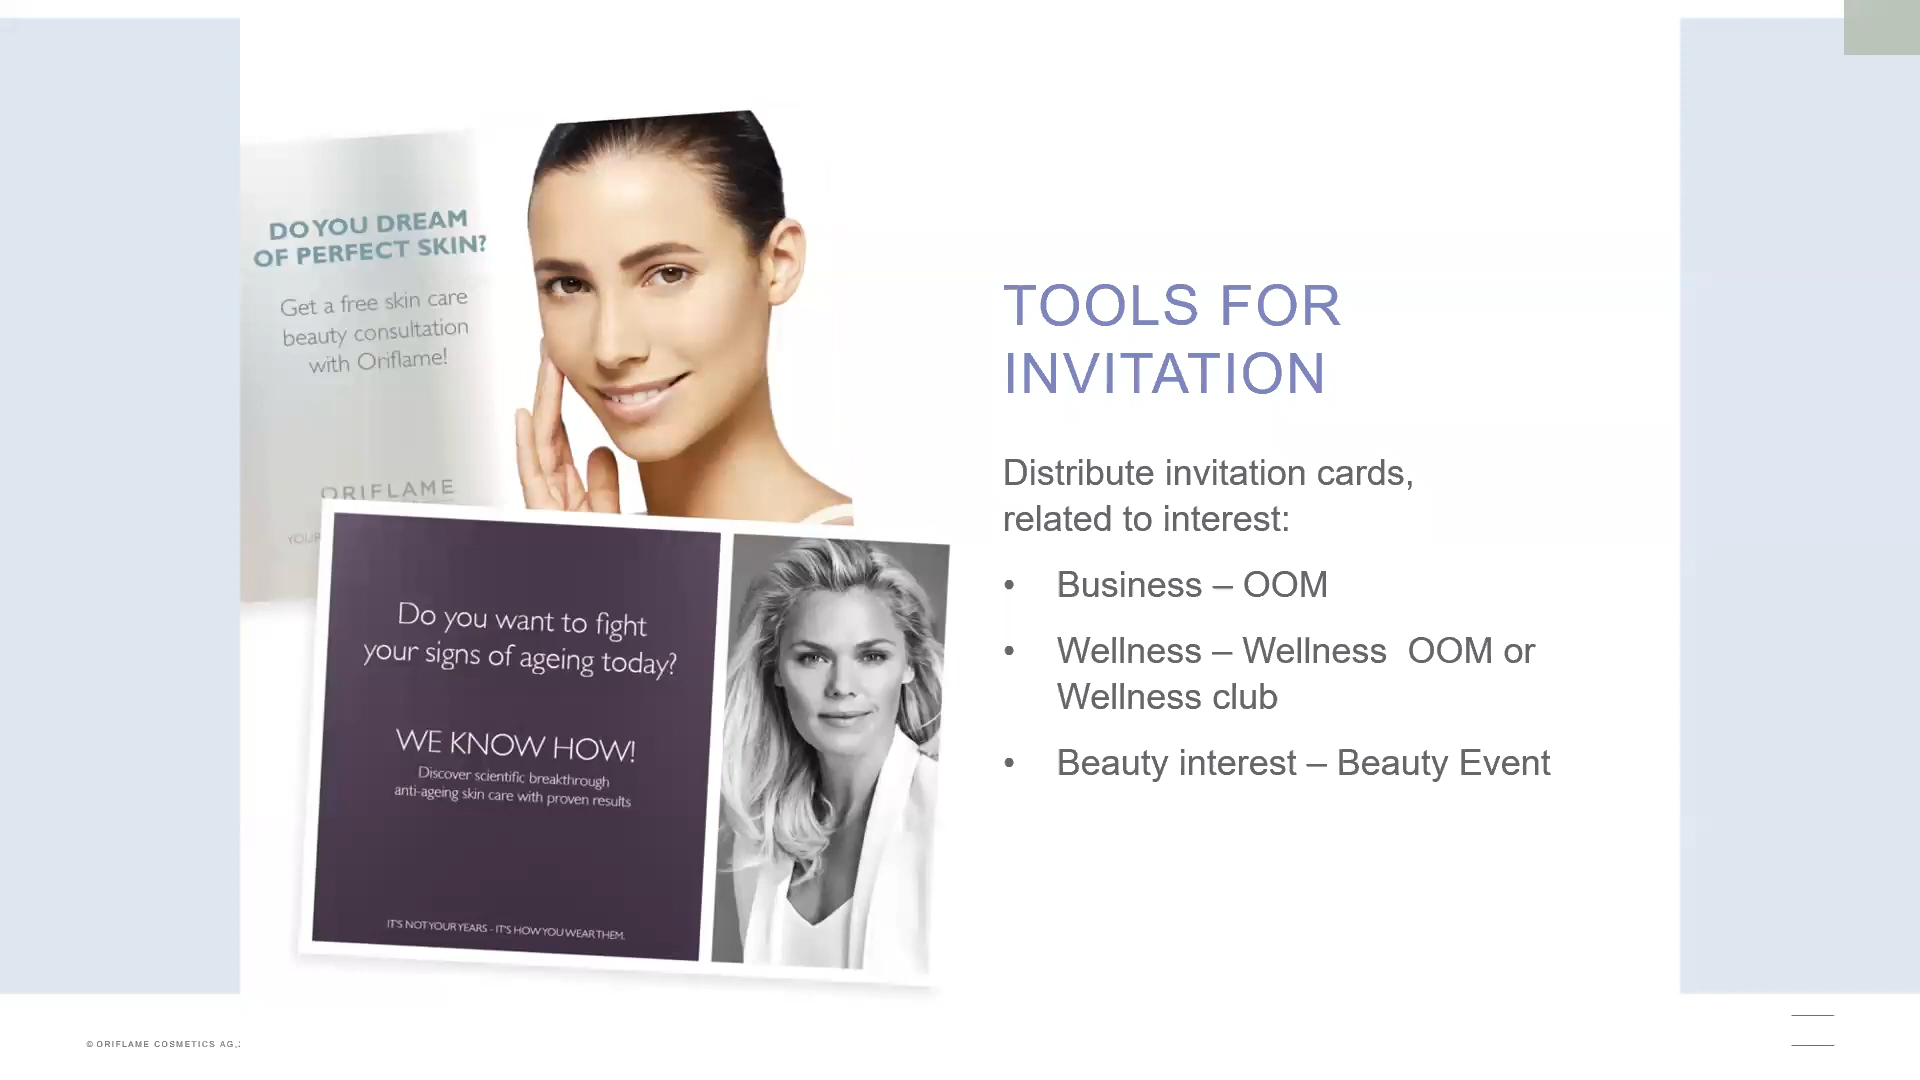 DO YOU DREAM
OF PERFECT SKIN?
Get a free skin care
beauty consultation
with Oriflame!
ORIFLAME
YOUR
Do you want to fight
your signs of ageing today?
WE KNOW HOW!
Discover scientific breakthrough
anti-ageing skin care with proven results
IT'S NOT YOUR YEARS - IT'S HOW YOU WEAR THEM.
TOOLS FOR
INVITATION
Distribute invitation cards,
related to interest:
• Business – OOM
• Wellness – Wellness OOM or
Wellness club
• Beauty interest – Beauty Event
© ORIFLAME COSMETICS AG,